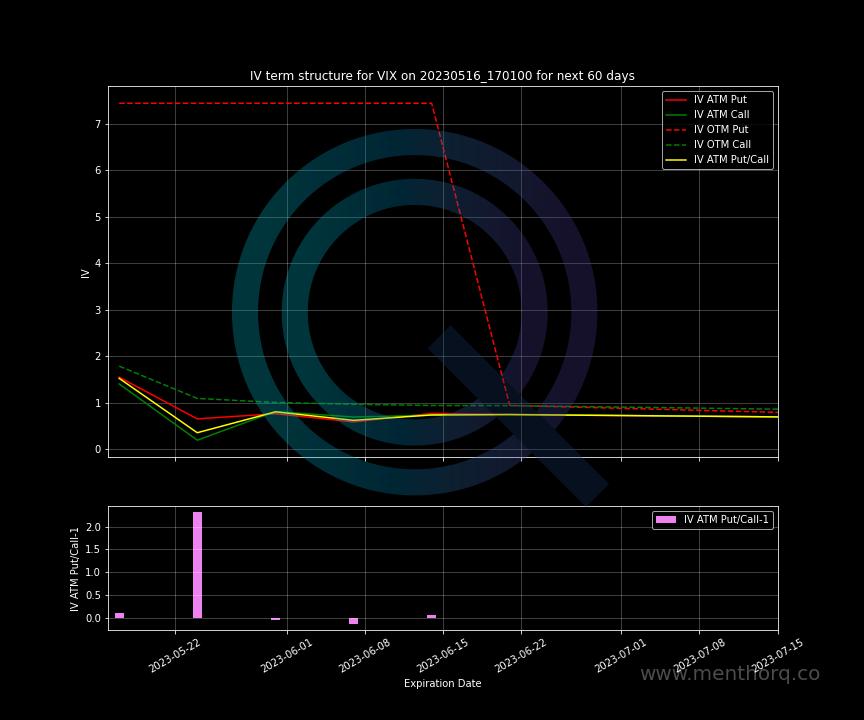 IV term structure for VIX on 20230516_170100 for next 60 days
IV ATM Put
IV ATM Call
IV OTM Put
IV OTM Call
IV ATM Put/Call
7
6
5
4
3
2
1
0
IV
IV ATM Put/Call-1
2.0
1.5
1.0
0.5
0.0
IV ATM Put/Call-1
2023-05-22
2023-06-01
2023-06-08
2023-06-15
2023-06-22
2023-07-01
2023-07-08
2023-07-15
Expiration Date
www.menthorq.co